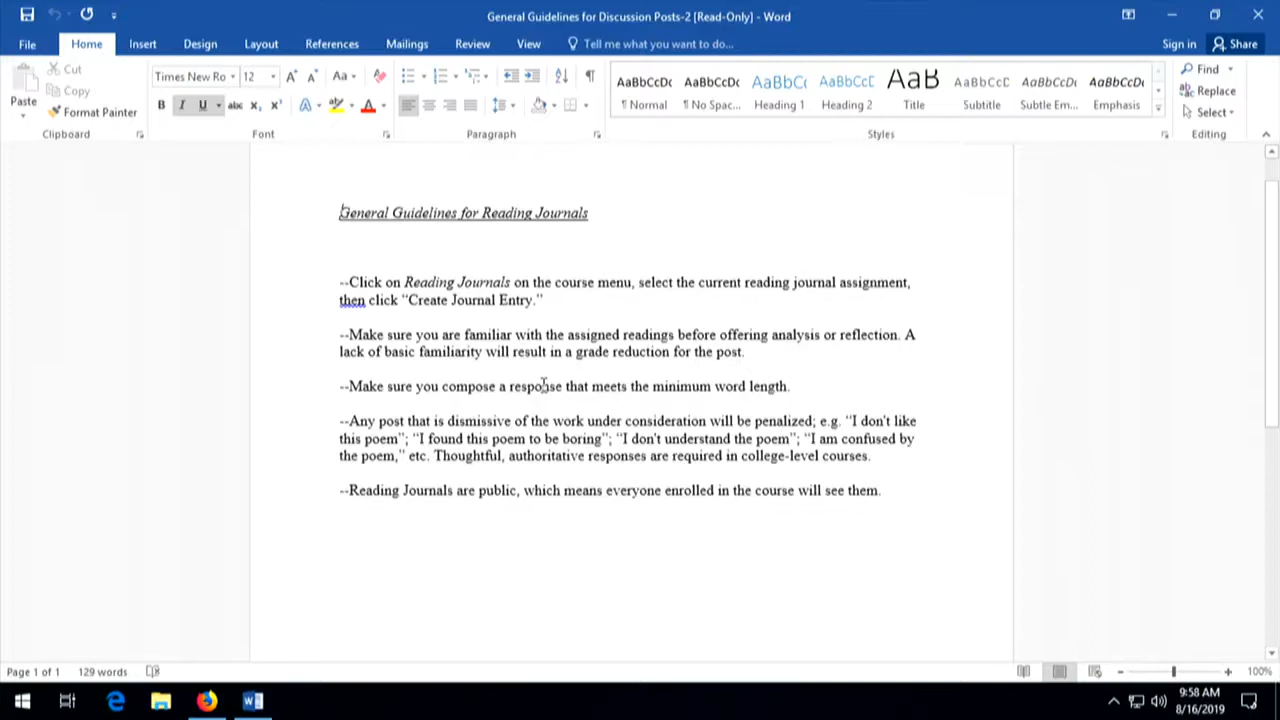 General Guidelines for Discussion Posts-2 [Read-Only] - Word
File Home Insert Design Layout References Mailings Review View Tell me what you want to do... Sign in Share
Paste Cut Copy Format Painter
Times New Ro 12 Aa
B I U abc x, x A A
AaBbCcDc AaBbCcDc AaBbC( AaBbCcD AaB AaBbCcD AaBbCcDc AaBbCcDc
¶ Normal ¶ No Spac... Heading 1 Heading 2 Title Subtitle Subtle Em... Emphasis
Find Replace Select
Clipboard Font Paragraph Styles Editing
General Guidelines for Reading Journals
--Click on Reading Journals on the course menu, select the current reading journal assignment,
then click “Create Journal Entry.”
--Make sure you are familiar with the assigned readings before offering analysis or reflection. A
lack of basic familiarity will result in a grade reduction for the post.
--Make sure you compose a response that meets the minimum word length.
--Any post that is dismissive of the work under consideration will be penalized; e.g. “I don't like
this poem”; “I found this poem to be boring”; “I don't understand the poem”; “I am confused by
the poem,” etc. Thoughtful, authoritative responses are required in college-level courses.
--Reading Journals are public, which means everyone enrolled in the course will see them.
Page 1 of 1 129 words 100%
9:58 AM
8/16/2019